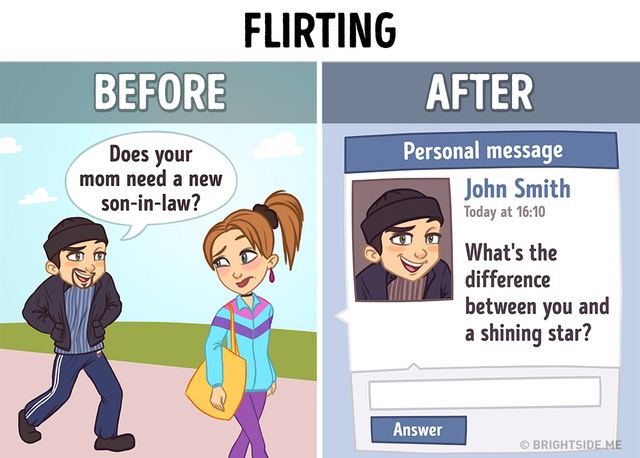 FLIRTING
BEFORE
Does your
mom need a new
son-in-law?
AFTER
Personal message
John Smith
Today at 16:10
What's the
difference
between you and
a shining star?
Answer
© BRIGHTSIDE.ME